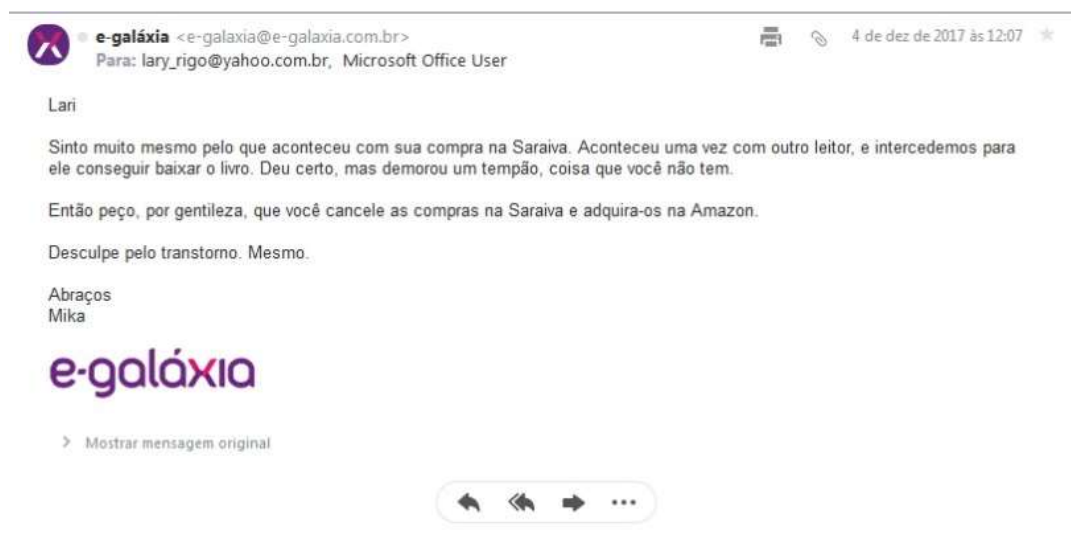 e-galáxia <e-galaxia@e-galaxia.com.br> 4 de dez de 2017 às 12:07
Para: lary_rigo@yahoo.com.br, Microsoft Office User
Lari
Sinto muito mesmo pelo que aconteceu com sua compra na Saraiva. Aconteceu uma vez com outro leitor, e intercedemos para
ele conseguir baixar o livro. Deu certo, mas demorou um tempão, coisa que você não tem.
Então peço, por gentileza, que você cancele as compras na Saraiva e adquira-os na Amazon.
Desculpe pelo transtorno. Mesmo.
Abraços
Mika
e-galáxia
Mostrar mensagem original